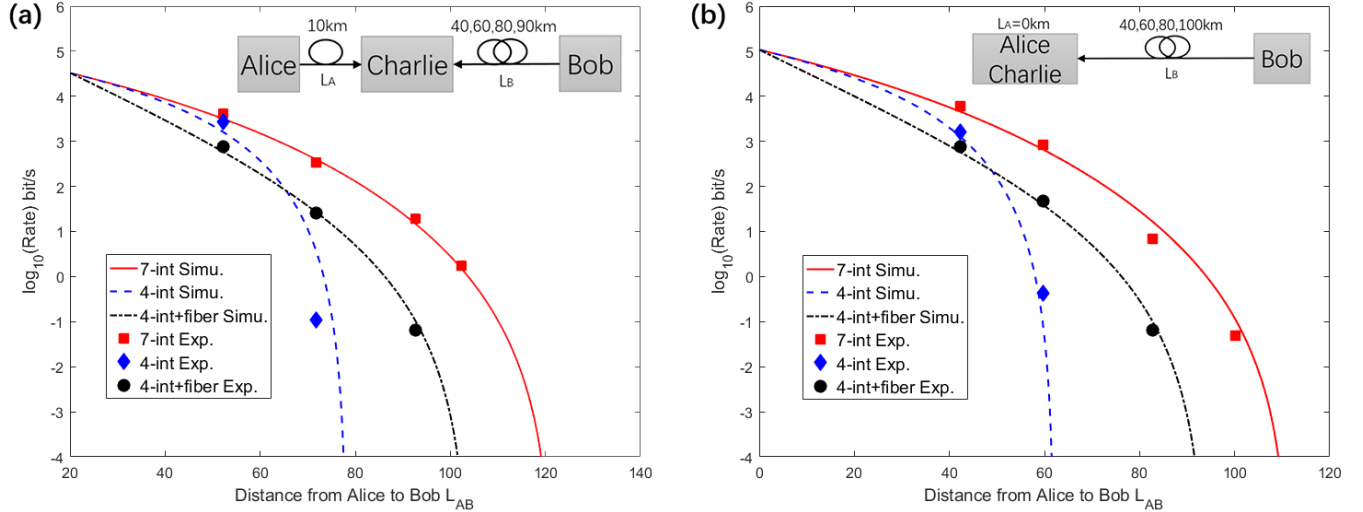 (a)
10km
40,60,80,90km
Alice
Charlie
Bob
LA
LB
log10(Rate) bit/s
5
4
3
2
1
0
-1
-2
-3
-4
7-int Simu.
4-int Simu.
4-int+fiber Simu.
7-int Exp.
4-int Exp.
4-int+fiber Exp.
20 40 60 80 100 120 140
Distance from Alice to Bob LAB
(b)
LA=0km
40,60,80,100km
Alice
Charlie
Bob
LB
log10(Rate) bit/s
6
5
4
3
2
1
0
-1
-2
-3
-4
7-int Simu.
4-int Simu.
4-int+fiber Simu.
7-int Exp.
4-int Exp.
4-int+fiber Exp.
0 20 40 60 80 100 120
Distance from Alice to Bob LAB